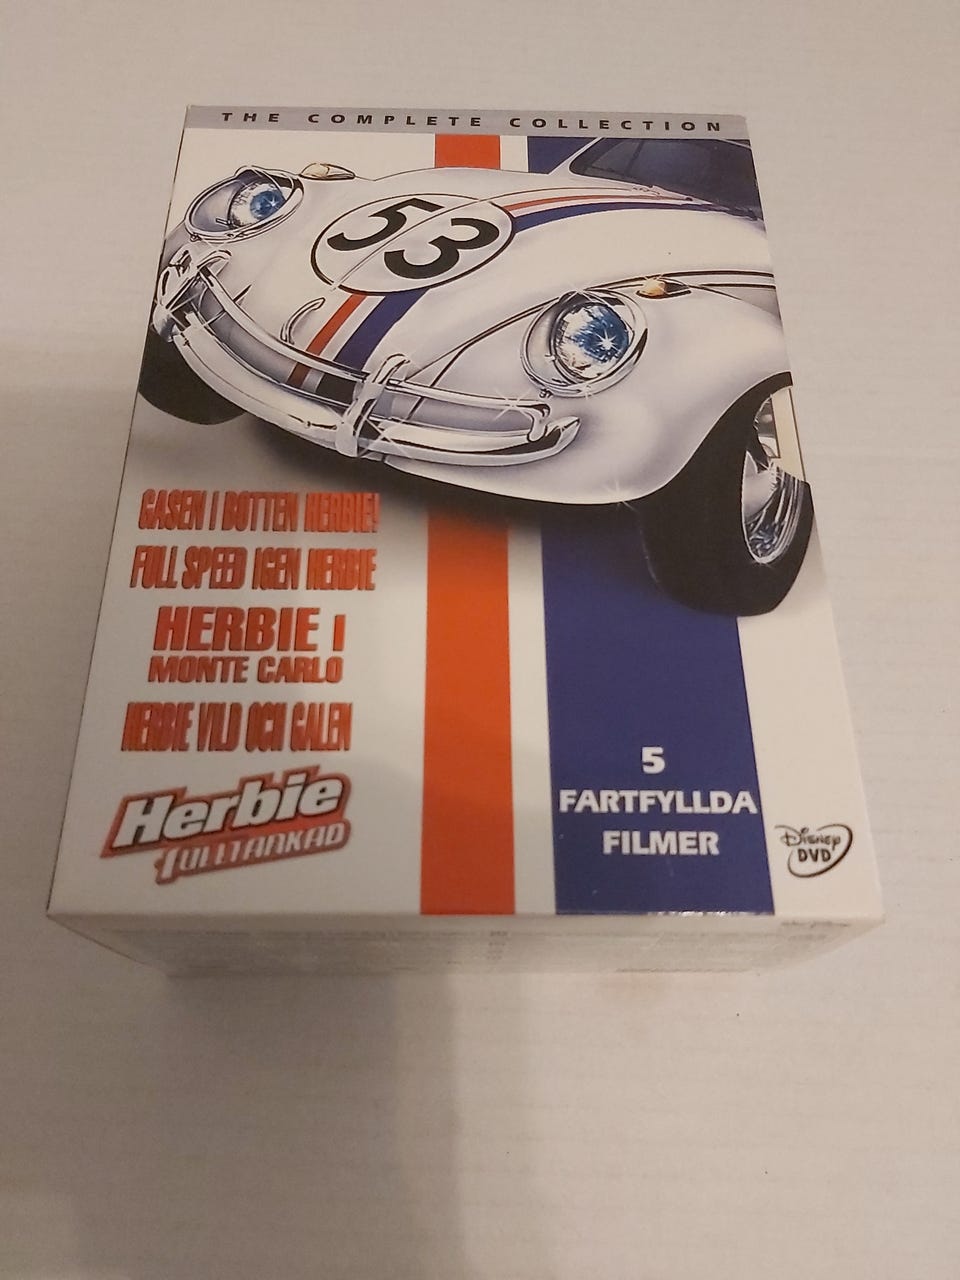 THE COMPLETE COLLECTION
53
GASEN I BOTTEN HERBIE!
FULL SPEED IGEN HERBIE
HERBIE I
MONTE CARLO
HERBIE VILD OCH GALEN
Herbie
FULLTANKAD
5
FARTFYLLDA
FILMER
Disney
DVD